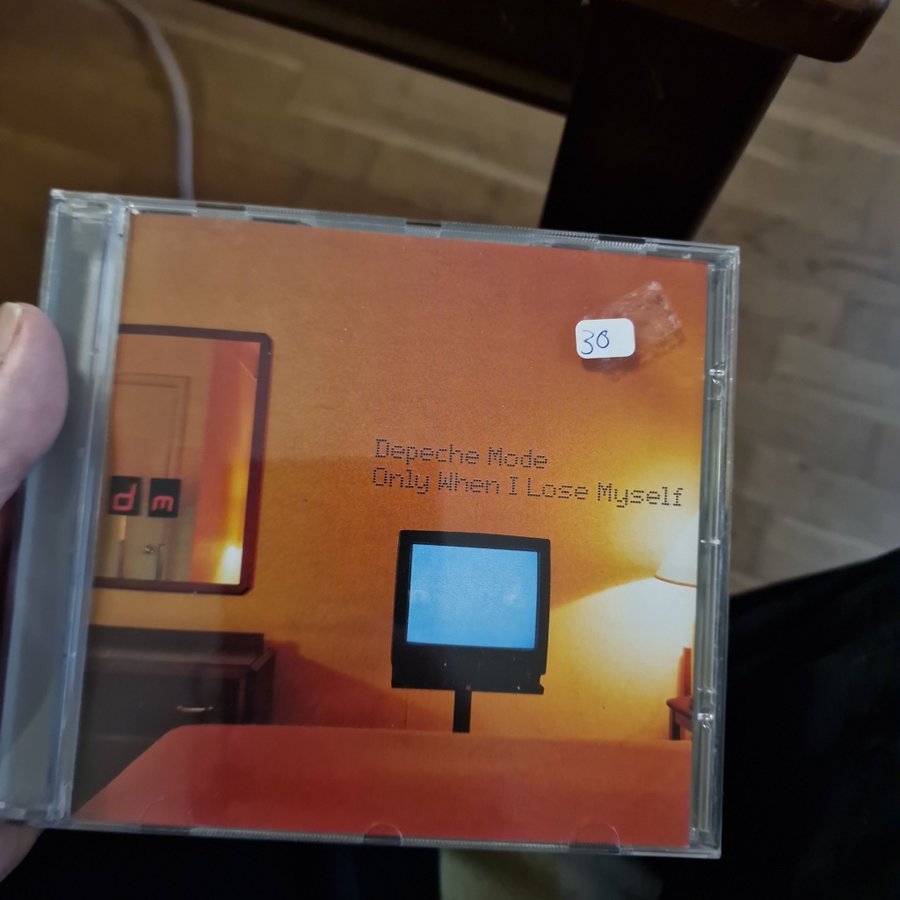 30
Depeche Mode
Only When I Lose Myself
d m